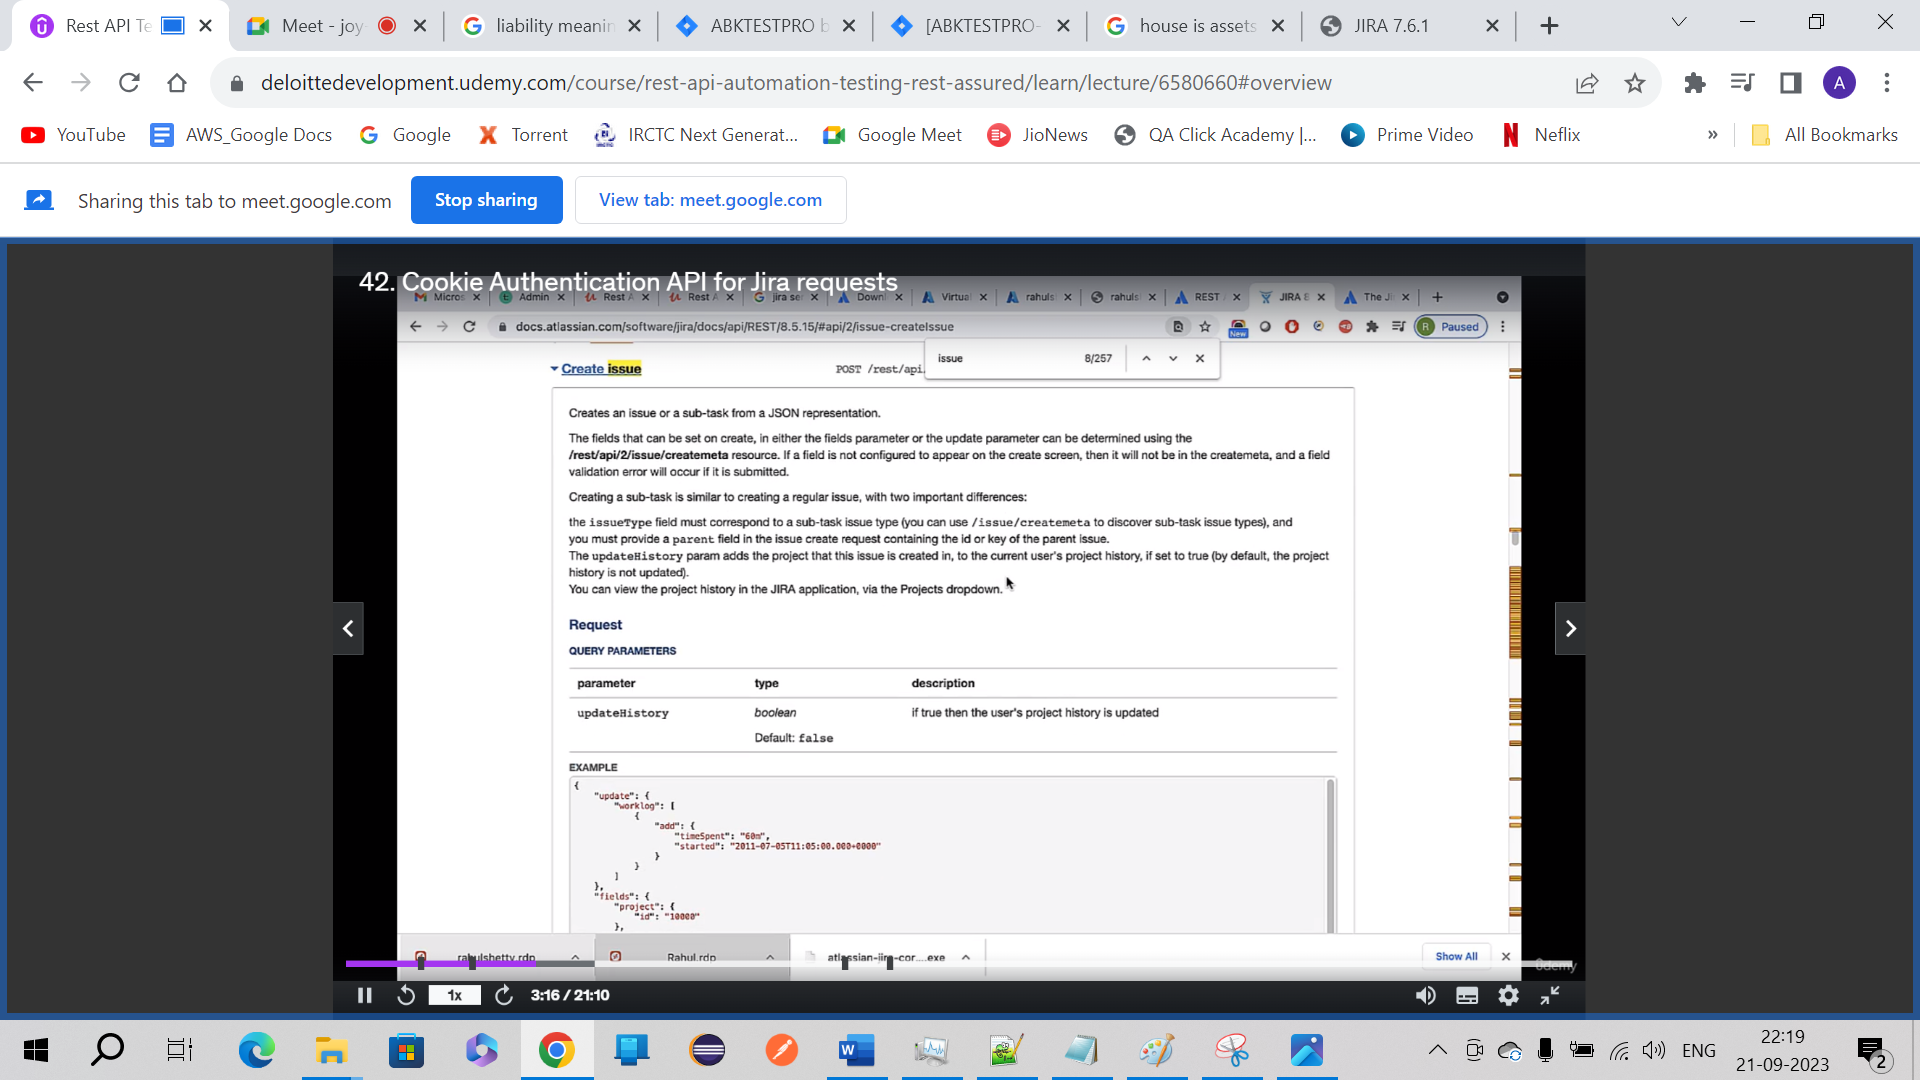 Rest API Te
Meet - joy
liability meanin
ABKTESTPRO b
[ABKTESTPRO-
house is assets
JIRA 7.6.1
deloittedevelopment.udemy.com/course/rest-api-automation-testing-rest-assured/learn/lecture/6580660#overview
A
YouTube
AWS_Google Docs
Google
Torrent
IRCTC Next Generat...
Google Meet
JioNews
QA Click Academy |...
Prime Video
Neflix
»
All Bookmarks
Sharing this tab to meet.google.com
Stop sharing
View tab: meet.google.com
42. Cookie Authentication API for Jira requests
Micros
Admin
Rest A
Rest A
jira se
Downl
Virtual
rahuls
rahuls
REST
JIRA 8
The Ji
docs.atlassian.com/software/jira/docs/api/REST/8.5.15/#api/2/issue-createIssue
New
R Paused
issue
8/257
Create issue
POST /rest/api
Creates an issue or a sub-task from a JSON representation.
The fields that can be set on create, in either the fields parameter or the update parameter can be determined using the
/rest/api/2/issue/createmeta resource. If a field is not configured to appear on the create screen, then it will not be in the createmeta, and a field
validation error will occur if it is submitted.
Creating a sub-task is similar to creating a regular issue, with two important differences:
the issueType field must correspond to a sub-task issue type (you can use /issue/createmeta to discover sub-task issue types), and
you must provide a parent field in the issue create request containing the id or key of the parent issue.
The updateHistory param adds the project that this issue is created in, to the current user's project history, if set to true (by default, the project
history is not updated).
You can view the project history in the JIRA application, via the Projects dropdown.
Request
QUERY PARAMETERS
parameter type description
updateHistory boolean if true then the user's project history is updated
Default: false
EXAMPLE
{
"update": {
"worklog": [
{
"add": {
"timeSpent": "60m",
"started": "2011-07-05T11:05:00.000+0000"
}
}
]
},
"fields": {
"project": {
"id": "10000"
},
rahulshetty.rdp
Rahul.rdp
atlassian-jira-cor....exe
Show All
ûdemy
1x
3:16 / 21:10
ENG
22:19
21-09-2023
2